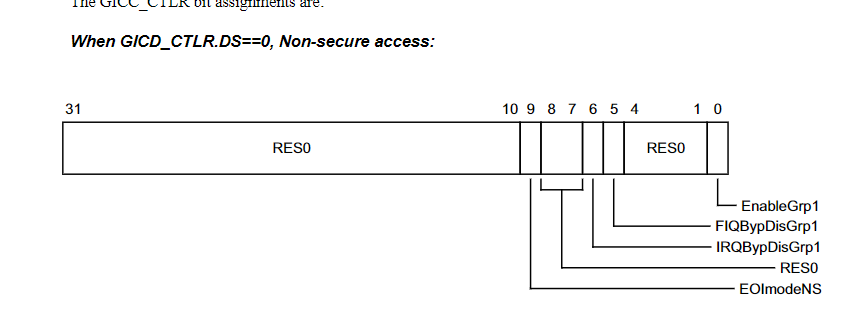 The GICC_CTLR bit assignments are:
When GICD_CTLR.DS==0, Non-secure access:
31 10 9 8 7 6 5 4 1 0
RES0 RES0
EnableGrp1
FIQBypDisGrp1
IRQBypDisGrp1
RES0
EOImodeNS